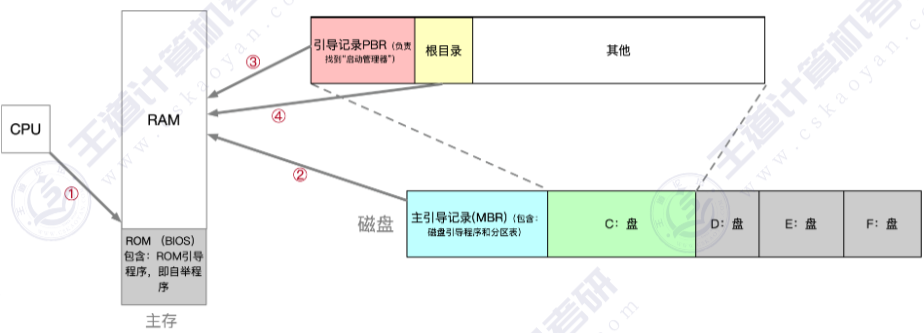 引导记录PBR（负责
找到“启动管理器”）
根目录
其他
③
④
RAM
CPU
①
②
主引导记录(MBR)（包含：
磁盘引导程序和分区表）
C：盘
D：盘
E：盘
F：盘
磁盘
ROM （BIOS）
包含：ROM引导
程序，即自举程
序
主存
王道计算机考研
www.cskaoyan.com